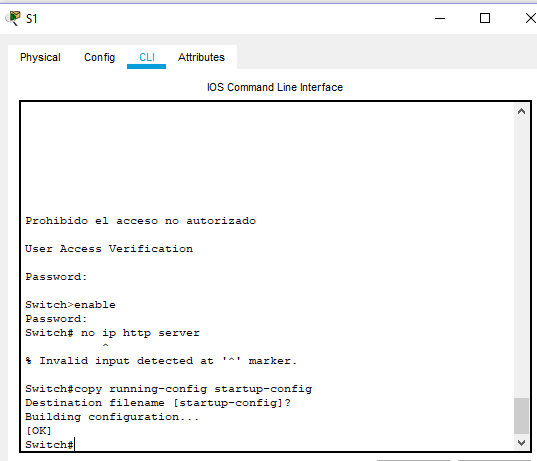 S1
Physical Config CLI Attributes
IOS Command Line Interface
Prohibido el acceso no autorizado
User Access Verification
Password:
Switch>enable
Password:
Switch# no ip http server
^
% Invalid input detected at '^' marker.
Switch#copy running-config startup-config
Destination filename [startup-config]?
Building configuration...
[OK]
Switch#